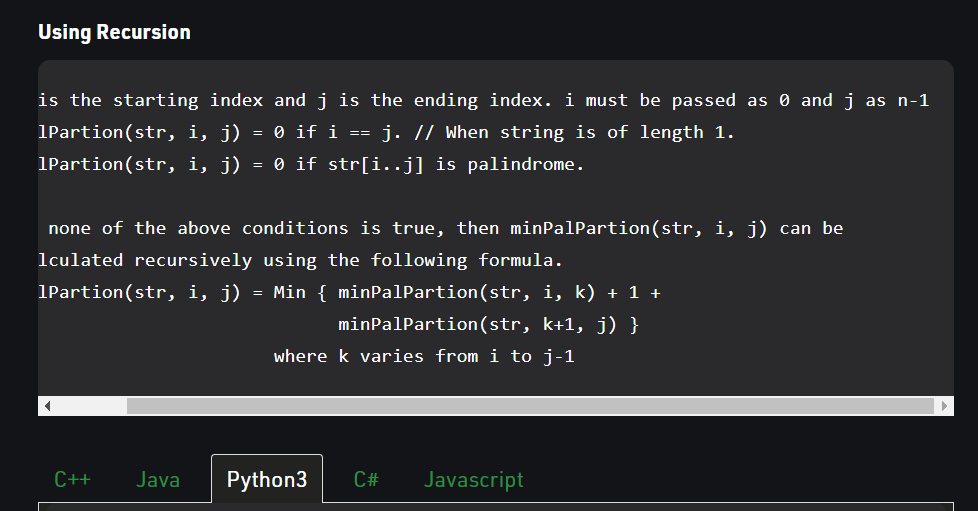 Using Recursion
is the starting index and j is the ending index. i must be passed as 0 and j as n-1
lPartion(str, i, j) = 0 if i == j. // When string is of length 1.
lPartion(str, i, j) = 0 if str[i..j] is palindrome.
none of the above conditions is true, then minPalPartion(str, i, j) can be
lculated recursively using the following formula.
lPartion(str, i, j) = Min { minPalPartion(str, i, k) + 1 +
minPalPartion(str, k+1, j) }
where k varies from i to j-1
C++ Java Python3 C# Javascript